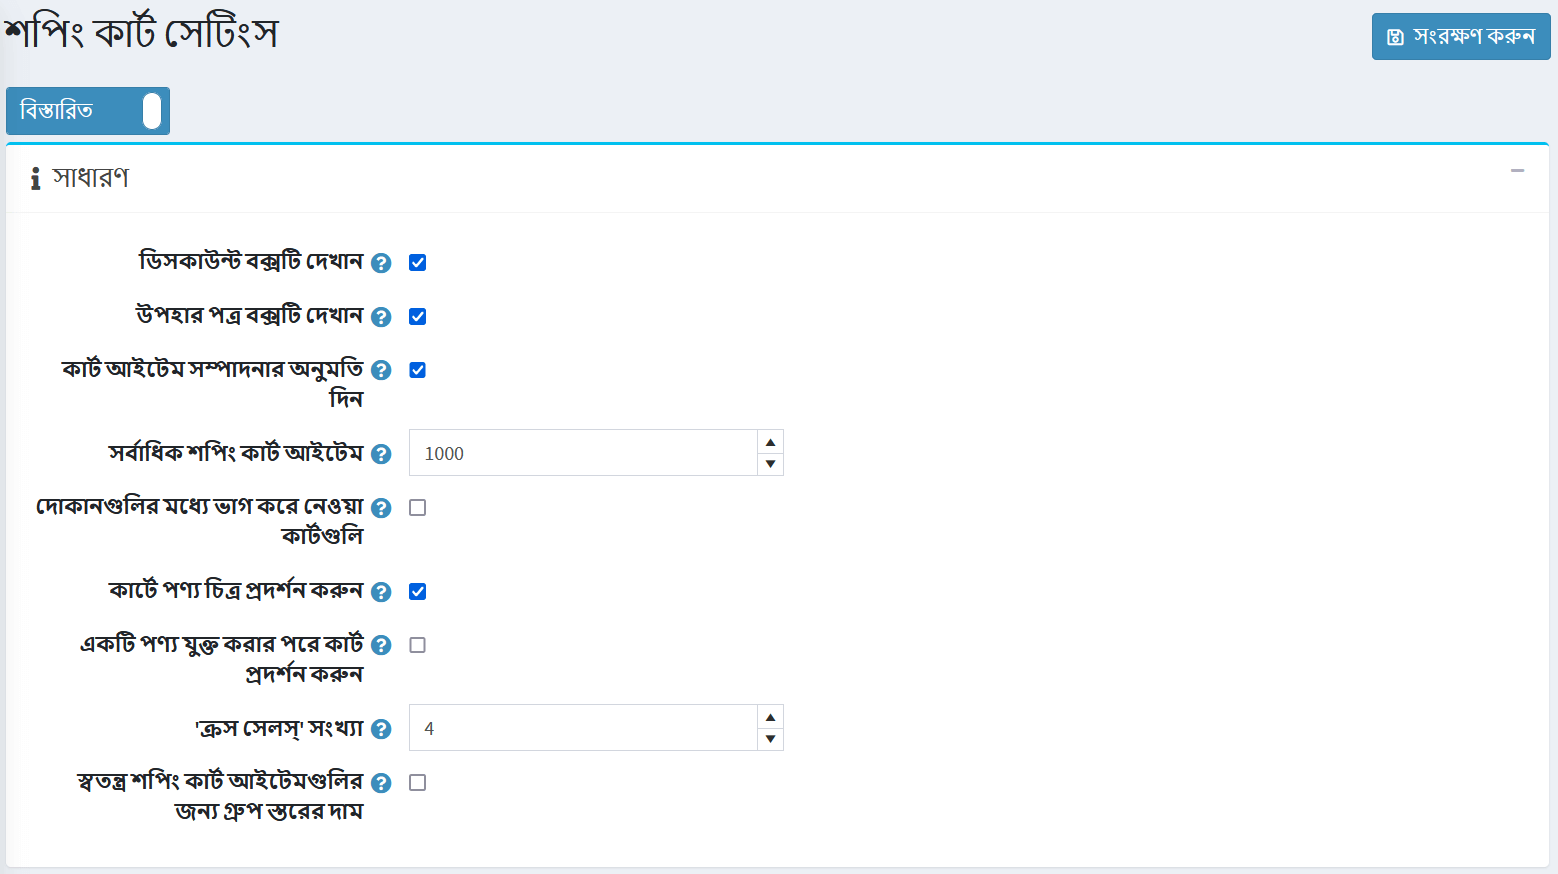 শপিং কার্ট সেটিংস
সংরক্ষণ করুন
বিস্তারিত
সাধারণ
ডিসকাউন্ট বক্সটি দেখান
উপহার পত্র বক্সটি দেখান
কার্ট আইটেম সম্পাদনার অনুমতি
দিন
সর্বাধিক শপিং কার্ট আইটেম
1000
দোকানগুলির মধ্যে ভাগ করে নেওয়া
কার্টগুলি
কার্টে পণ্য চিত্র প্রদর্শন করুন
একটি পণ্য যুক্ত করার পরে কার্ট
প্রদর্শন করুন
'ক্রস সেলস্' সংখ্যা
4
স্বতন্ত্র শপিং কার্ট আইটেমগুলির
জন্য গ্রুপ স্তরের দাম